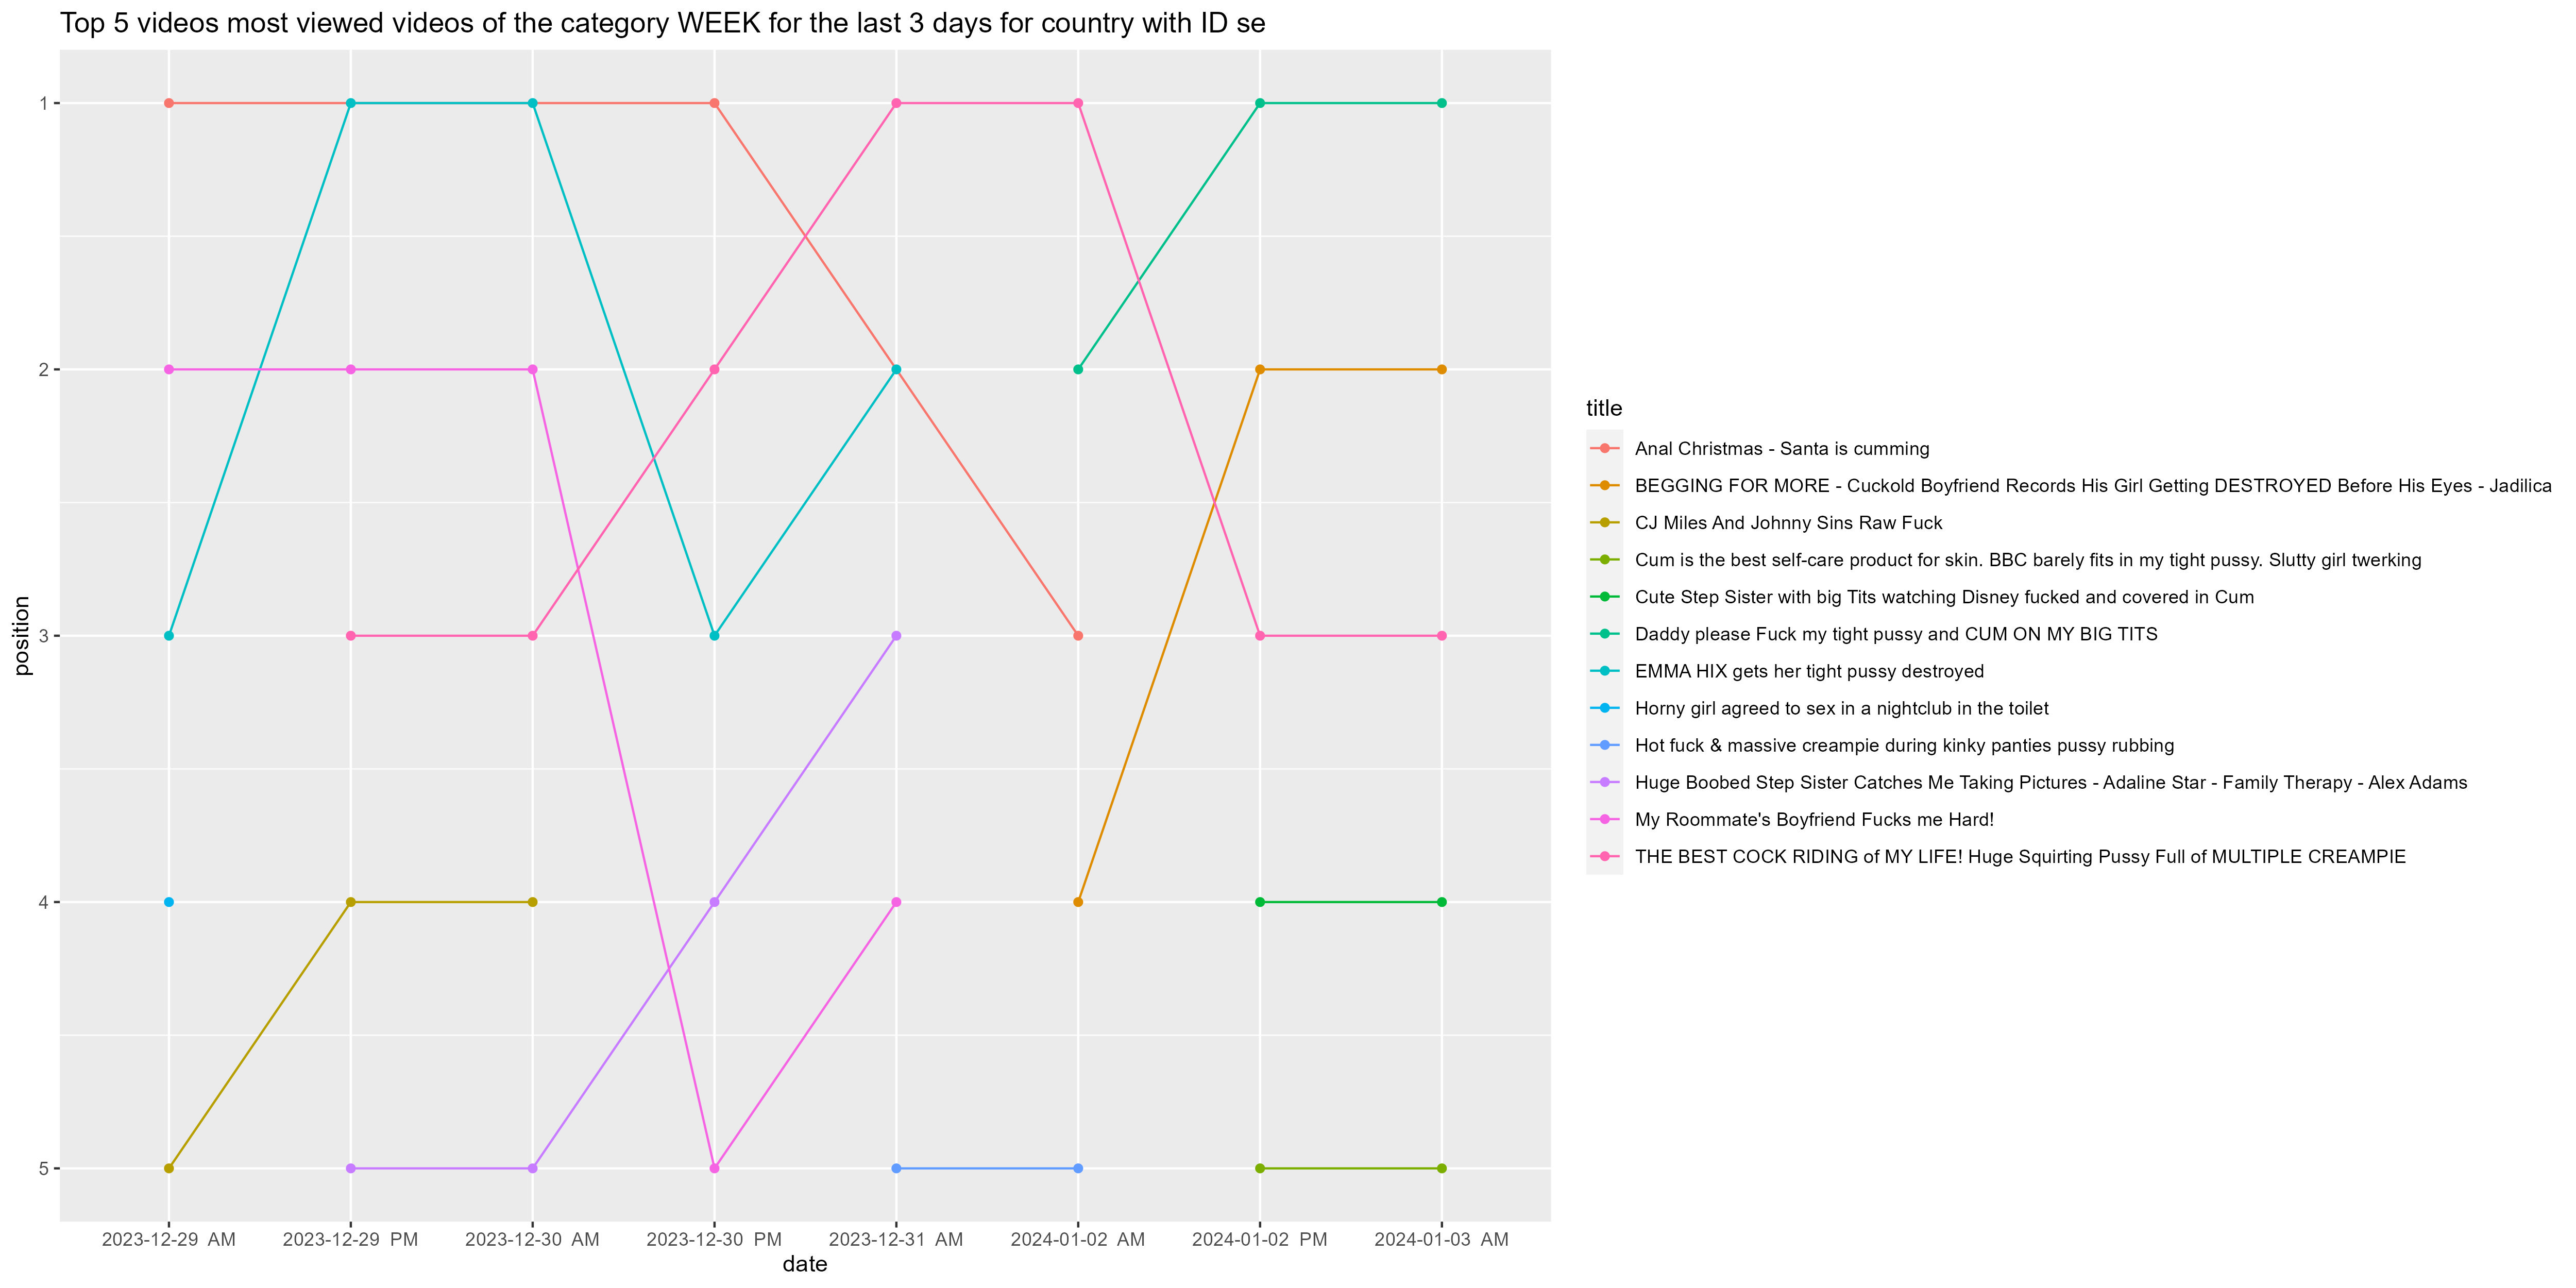 Top 5 videos most viewed videos of the category WEEK for the last 3 days for country with ID se
position
1
2
3
4
5
2023-12-29 AM
2023-12-29 PM
2023-12-30 AM
2023-12-30 PM
2023-12-31 AM
2024-01-02 AM
2024-01-02 PM
2024-01-03 AM
date
title
Anal Christmas - Santa is cumming
BEGGING FOR MORE - Cuckold Boyfriend Records His Girl Getting DESTROYED Before His Eyes - Jadilica
CJ Miles And Johnny Sins Raw Fuck
Cum is the best self-care product for skin. BBC barely fits in my tight pussy. Slutty girl twerking
Cute Step Sister with big Tits watching Disney fucked and covered in Cum
Daddy please Fuck my tight pussy and CUM ON MY BIG TITS
EMMA HIX gets her tight pussy destroyed
Horny girl agreed to sex in a nightclub in the toilet
Hot fuck & massive creampie during kinky panties pussy rubbing
Huge Boobed Step Sister Catches Me Taking Pictures - Adaline Star - Family Therapy - Alex Adams
My Roommate's Boyfriend Fucks me Hard!
THE BEST COCK RIDING of MY LIFE! Huge Squirting Pussy Full of MULTIPLE CREAMPIE